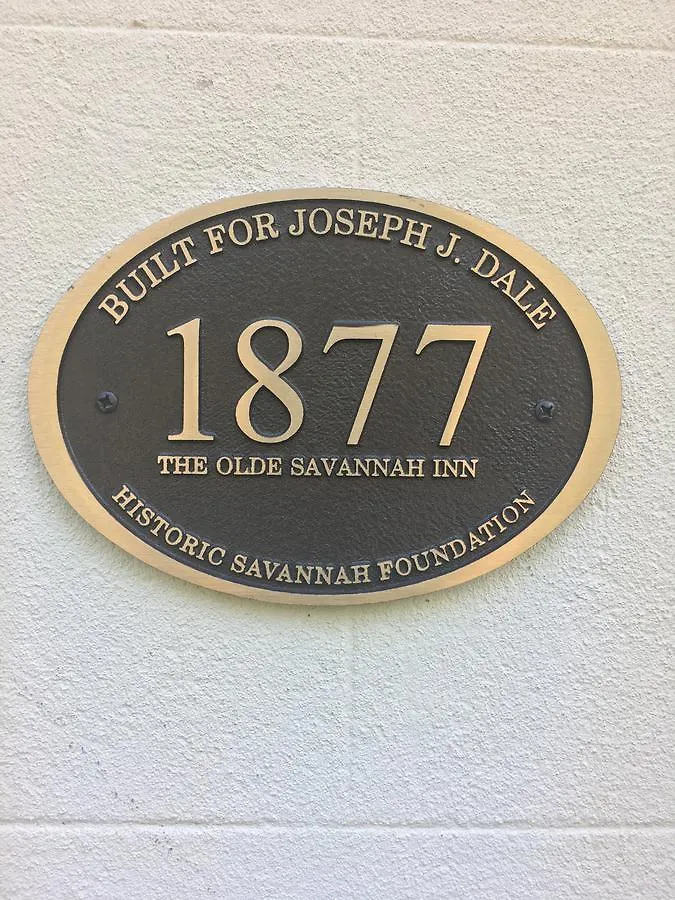 BUILT FOR JOSEPH J. DALE
1877
THE OLDE SAVANNAH INN
HISTORIC SAVANNAH FOUNDATION